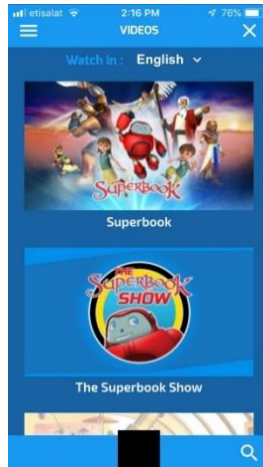 etisalat 2:16 PM 76%
VIDEOS
Watch In : English
SUPERBOOK
Superbook
THE
SUPERBOOK
SHOW
The Superbook Show